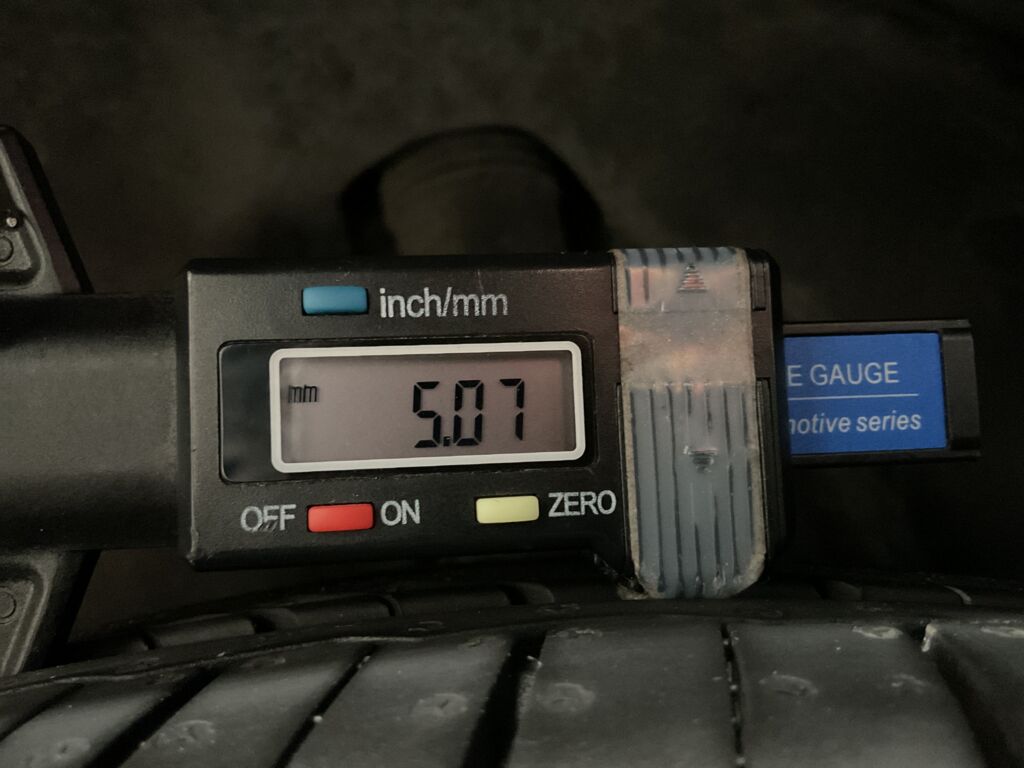 inch/mm
mm
5.07
OFF ON ZERO
E GAUGE
motive series